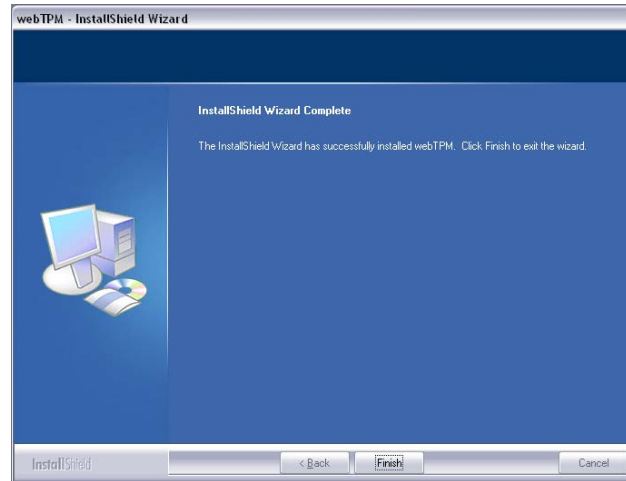 webTPM - InstallShield Wizard
InstallShield Wizard Complete
The InstallShield Wizard has successfully installed webTPM. Click Finish to exit the wizard.
InstallShield
< Back
Finish
Cancel